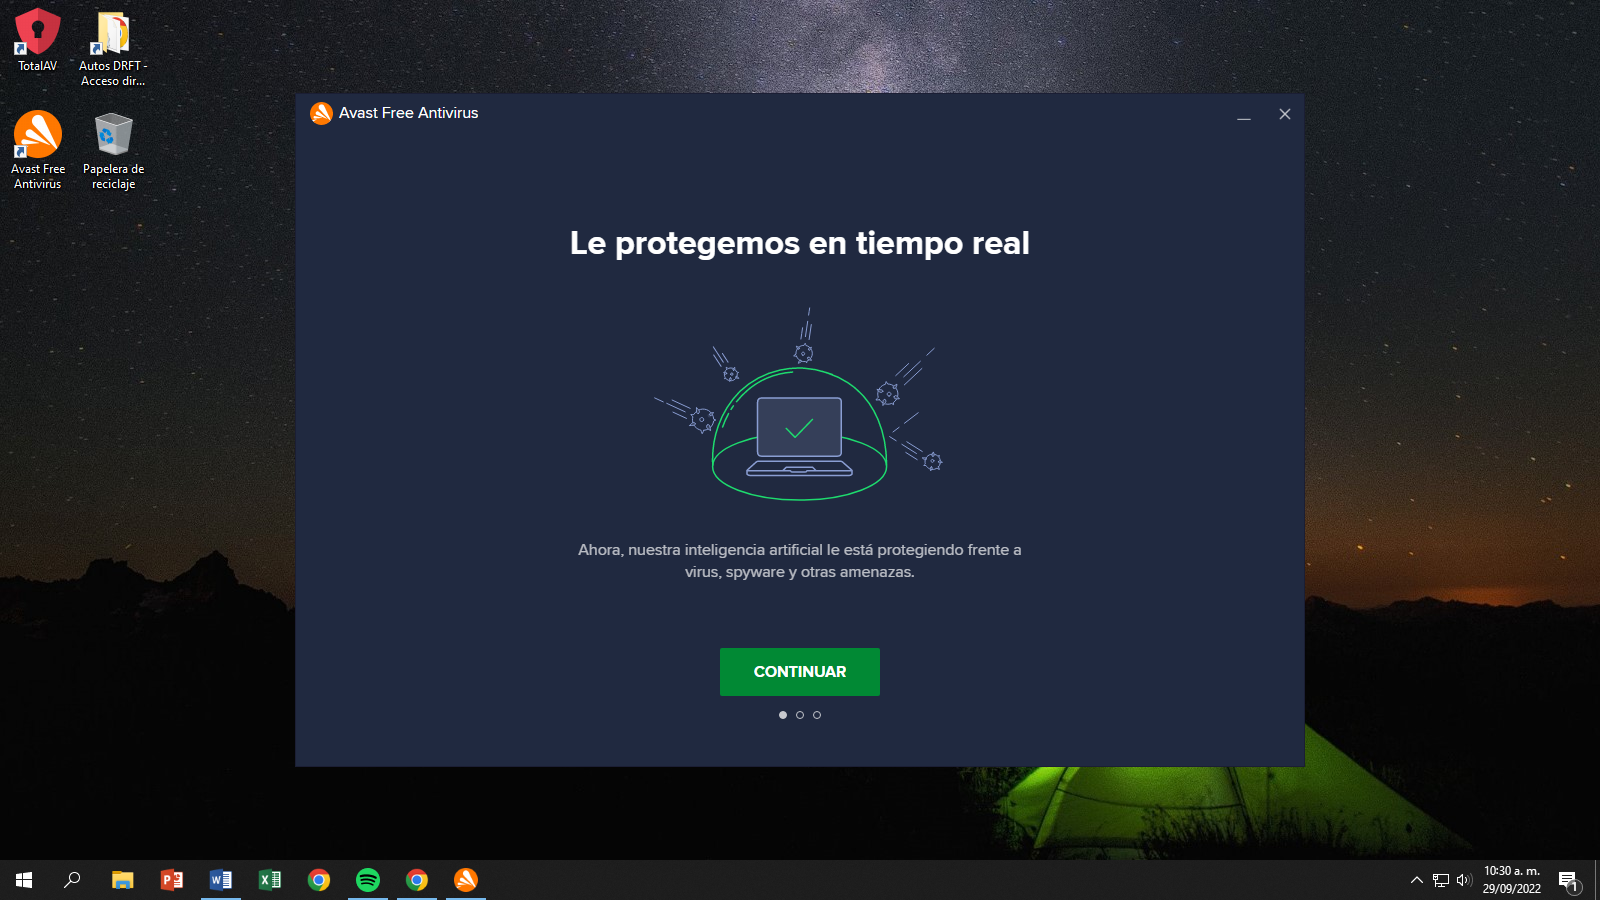 TotalAV
Autos DRFT -
Acceso dir...
Avast Free
Antivirus
Papelera de
reciclaje
Avast Free Antivirus
Le protegemos en tiempo real
Ahora, nuestra inteligencia artificial le está protegiendo frente a
virus, spyware y otras amenazas.
CONTINUAR
10:30 a. m.
29/09/2022
1